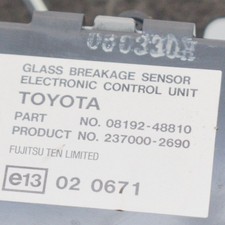 060330A
GLASS BREAKAGE SENSOR
ELECTRONIC CONTROL UNIT
TOYOTA
PART NO. 08192-48810
PRODUCT NO. 237000-2690
FUJITSU TEN LIMITED
e13 02 0671